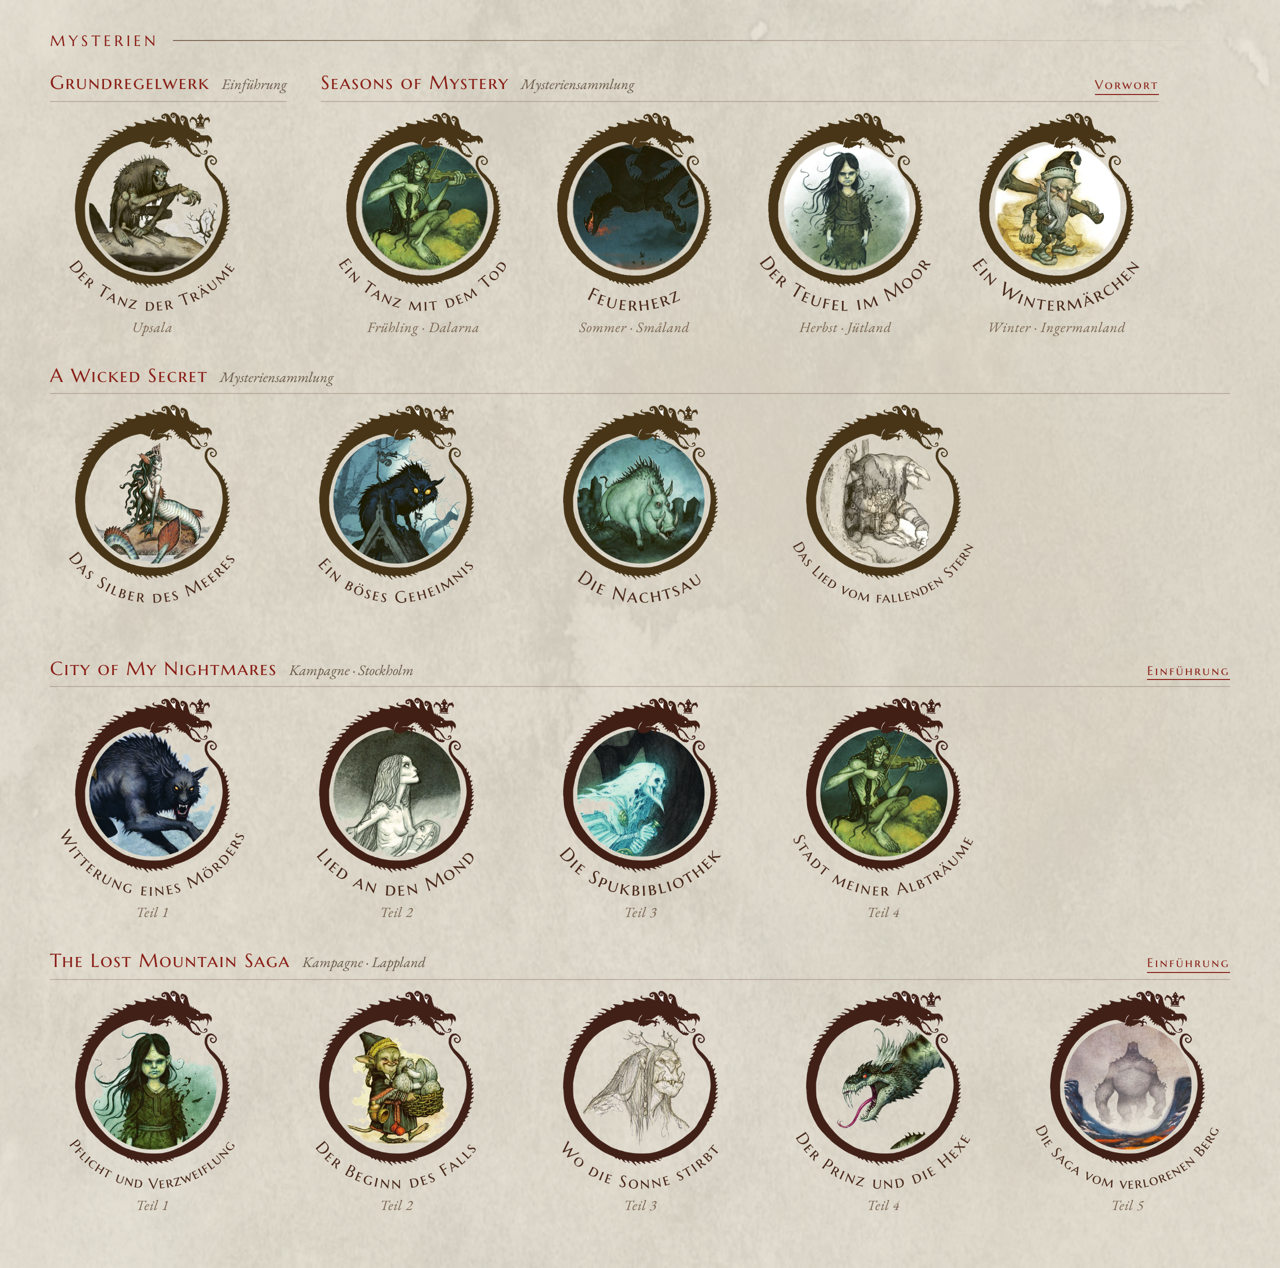 MYSTERIEN
GRUNDREGELWERK Einführung
SEASONS OF MYSTERY Mysteriensammlung
VORWORT
DER TANZ DER TRÄUME
Upsala
EIN TANZ MIT DEM TOD
Frühling · Dalarna
FEUERHERZ
Sommer · Småland
DER TEUFEL IM MOOR
Herbst · Jütland
EIN WINTERMÄRCHEN
Winter · Ingermanland
A WICKED SECRET Mysteriensammlung
DAS SILBER DES MEERES
EIN BÖSES GEHEIMNIS
DIE NACHTSAU
DAS LIED VOM FALLENDEN STERN
CITY OF MY NIGHTMARES Kampagne · Stockholm
EINFÜHRUNG
WITTERUNG EINES MÖRDERS
Teil 1
LIED AN DEN MOND
Teil 2
DIE SPUKBIBLIOTHEK
Teil 3
STADT MEINER ALBTRÄUME
Teil 4
THE LOST MOUNTAIN SAGA Kampagne · Lappland
EINFÜHRUNG
PFLICHT UND VERZWEIFLUNG
Teil 1
DER BEGINN DES FALLS
Teil 2
WO DIE SONNE STIRBT
Teil 3
DER PRINZ UND DIE HEXE
Teil 4
DIE SAGA VOM VERLORENEN BERG
Teil 5